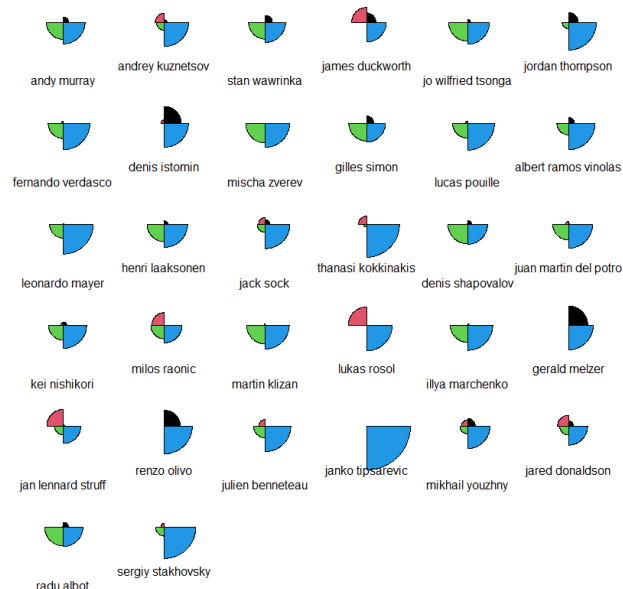 andy murray
andrey kuznetsov
stan wawrinka
james duckworth
jo wilfried tsonga
jordan thompson
fernando verdasco
denis istomin
mischa zverev
gilles simon
lucas pouille
albert ramos vinolas
leonardo mayer
henri laaksonen
jack sock
thanasi kokkinakis
denis shapovalov
juan martin del potro
kei nishikori
milos raonic
martin klizan
lukas rosol
illya marchenko
gerald melzer
jan lennard struff
renzo olivo
julien benneteau
janko tipsarevic
mikhail youzhny
jared donaldson
radu albot
sergiy stakhovsky